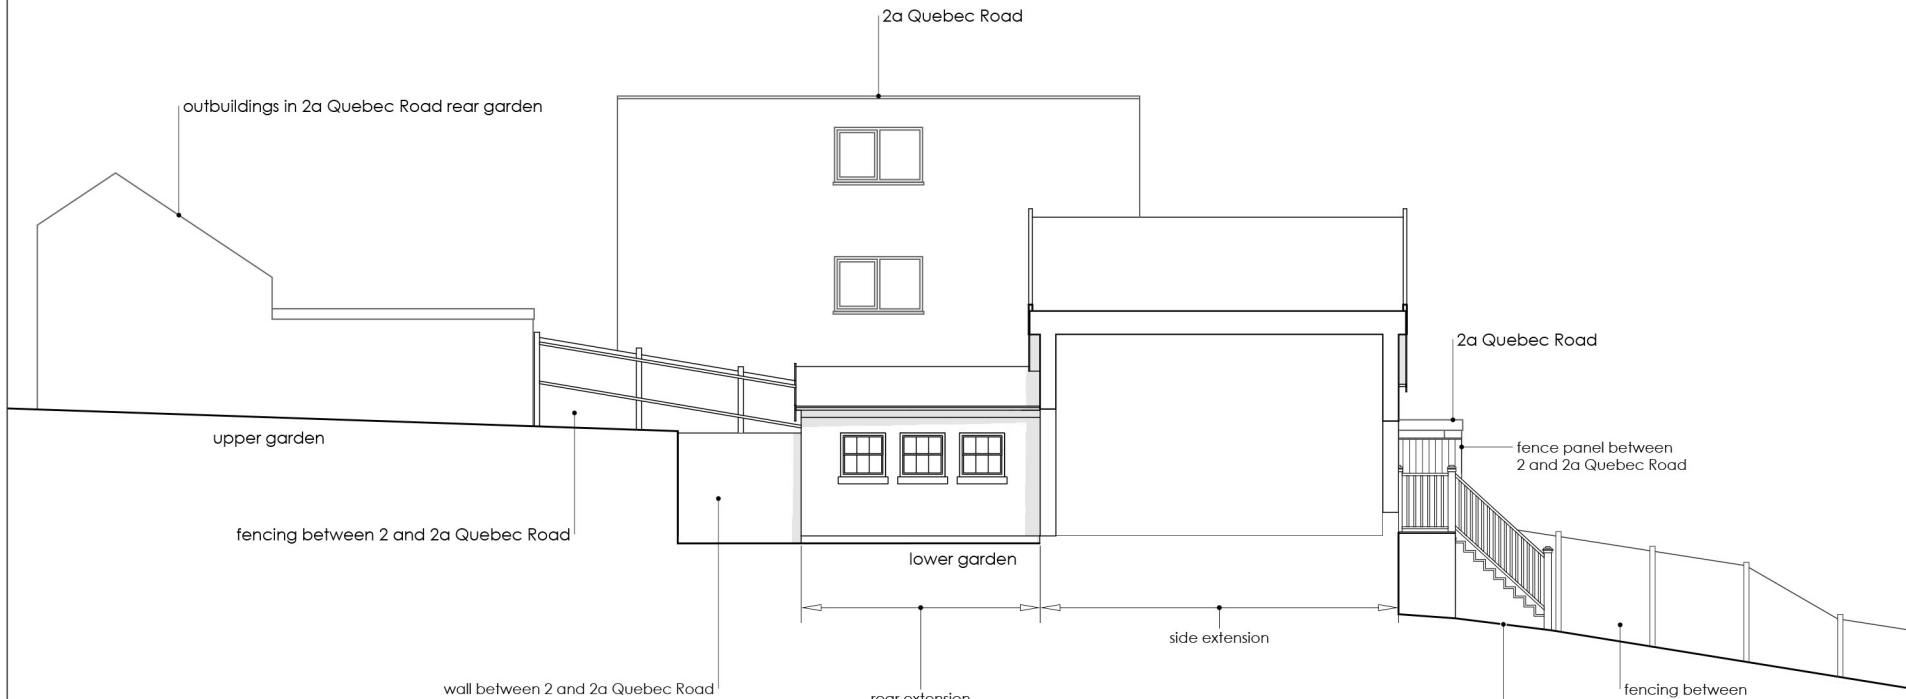 2a Quebec Road
outbuildings in 2a Quebec Road rear garden
2a Quebec Road
upper garden
fence panel between
2 and 2a Quebec Road
fencing between 2 and 2a Quebec Road
lower garden
side extension
wall between 2 and 2a Quebec Road
rear extension
fencing between